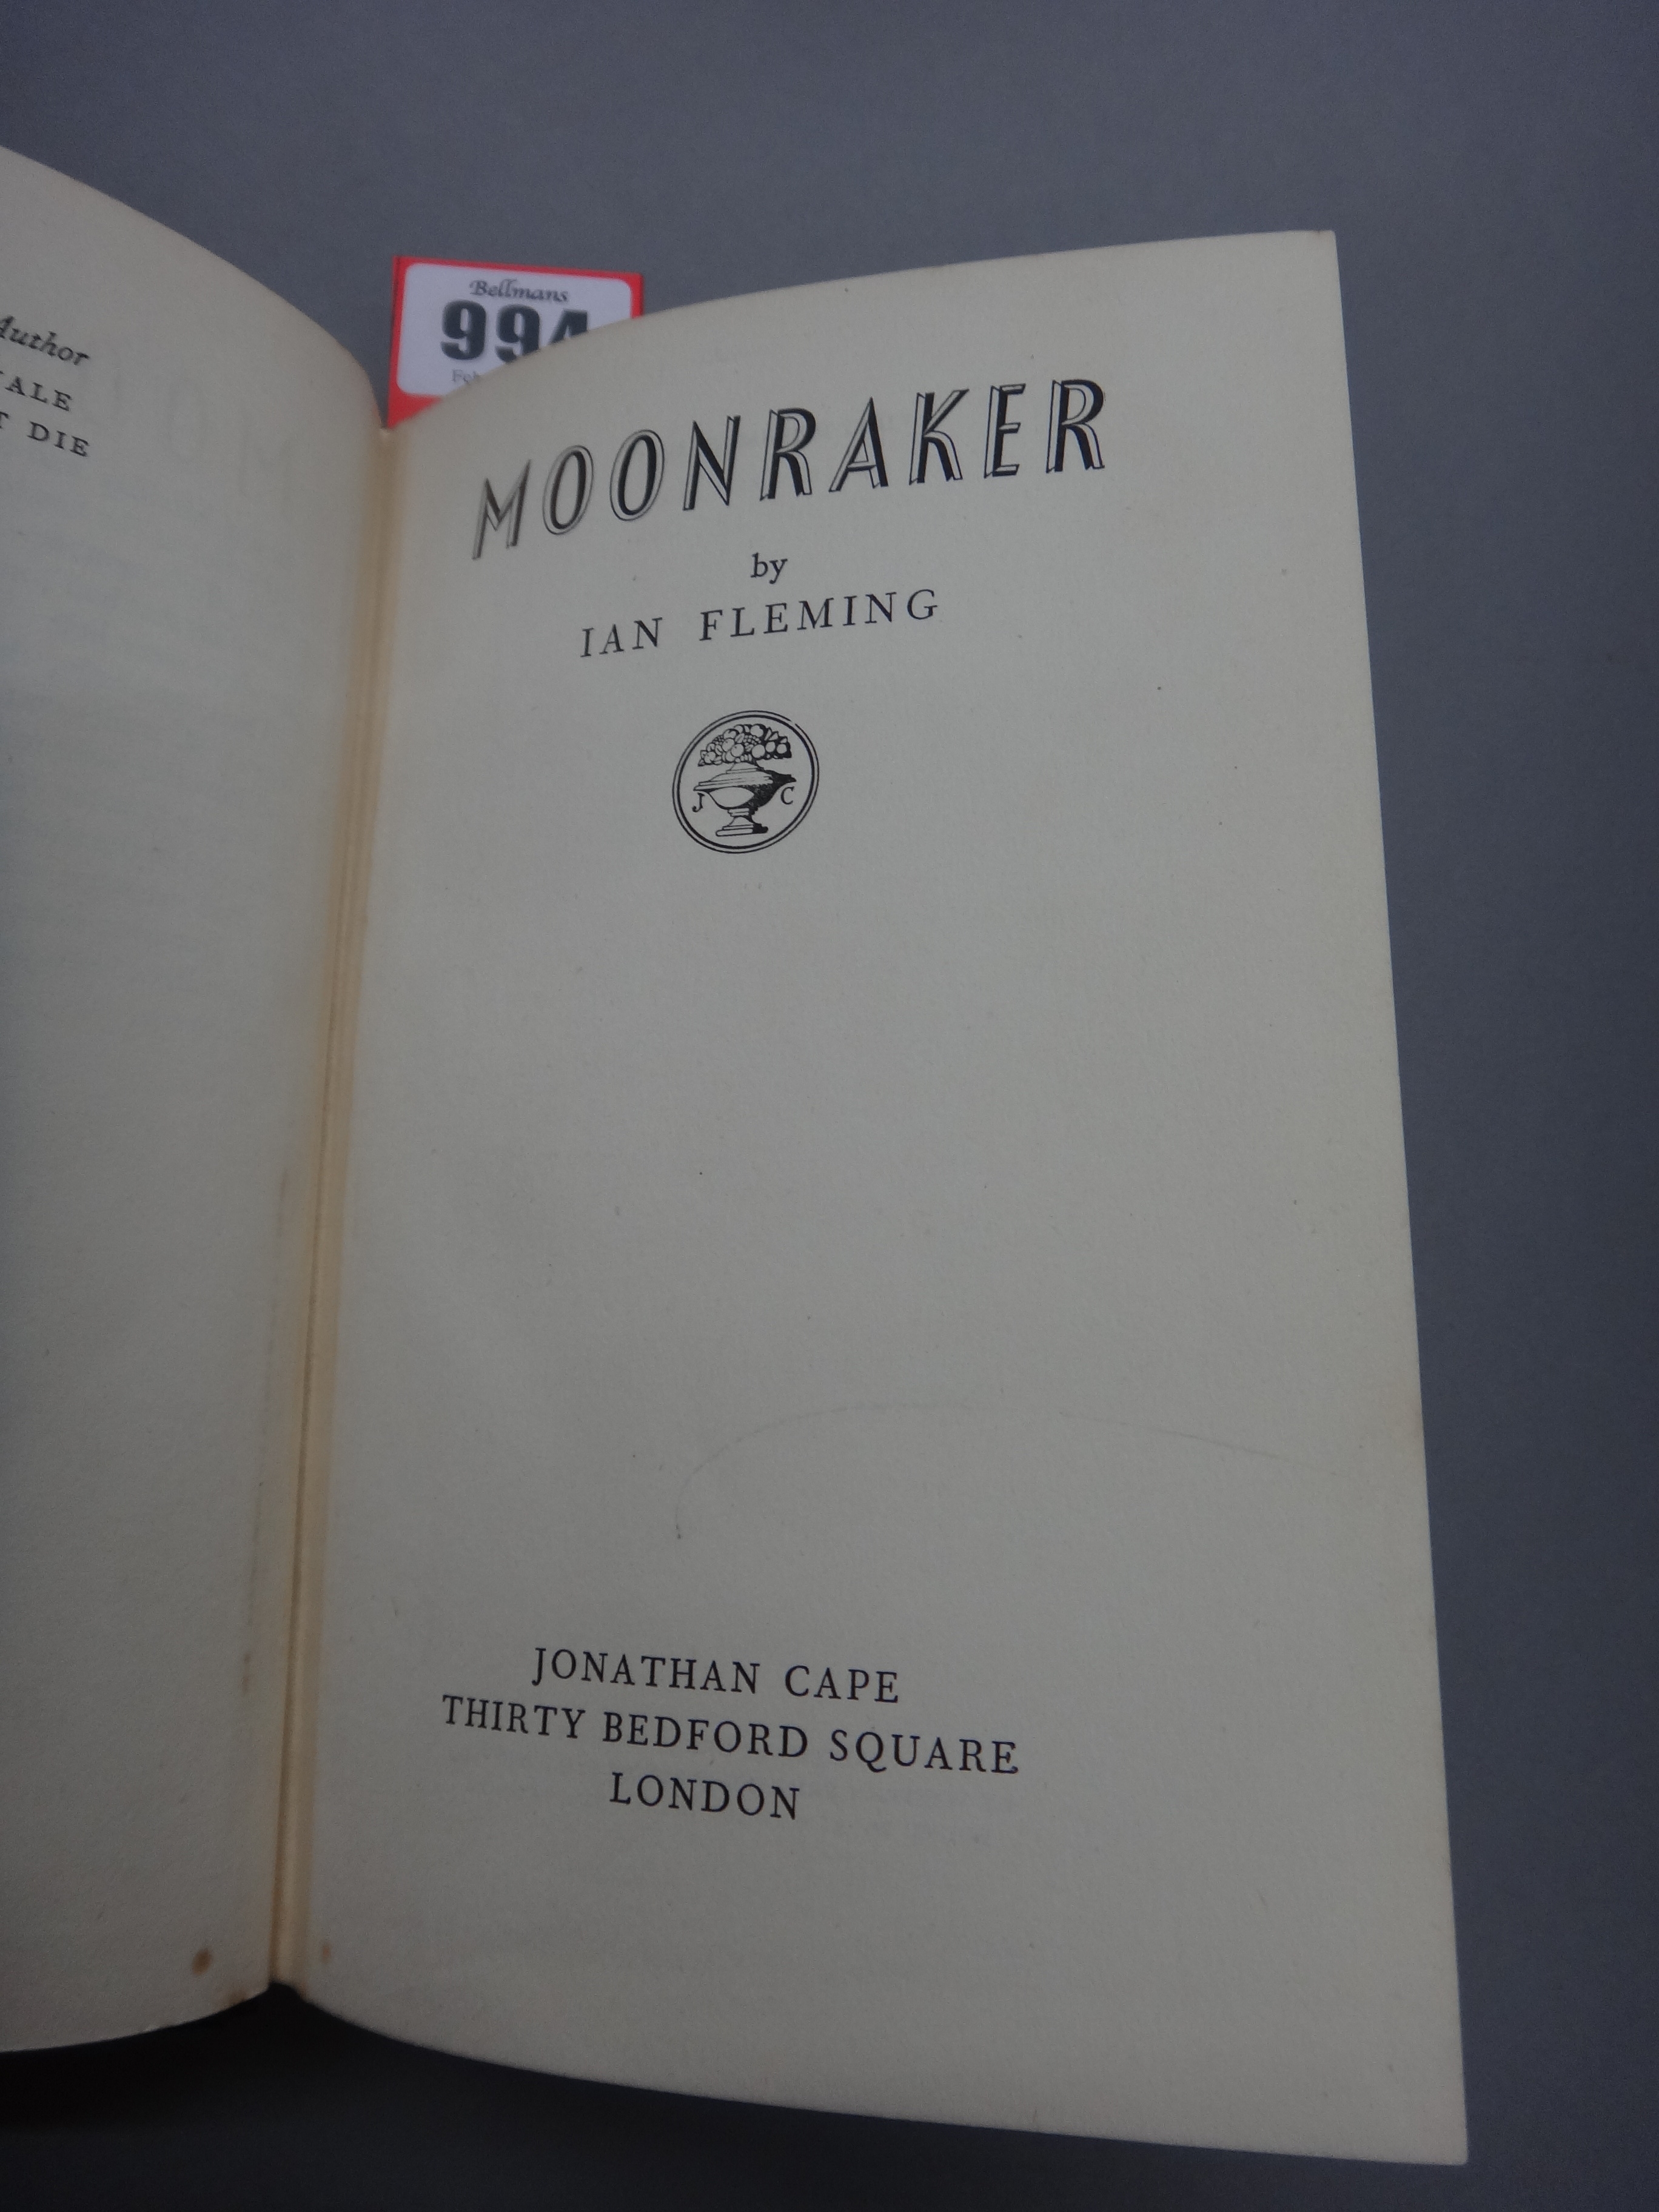 Author
ALE
T DIE
Bellmans
994
MOONRAKER
by
IAN FLEMING
J C
JONATHAN CAPE
THIRTY BEDFORD SQUARE
LONDON